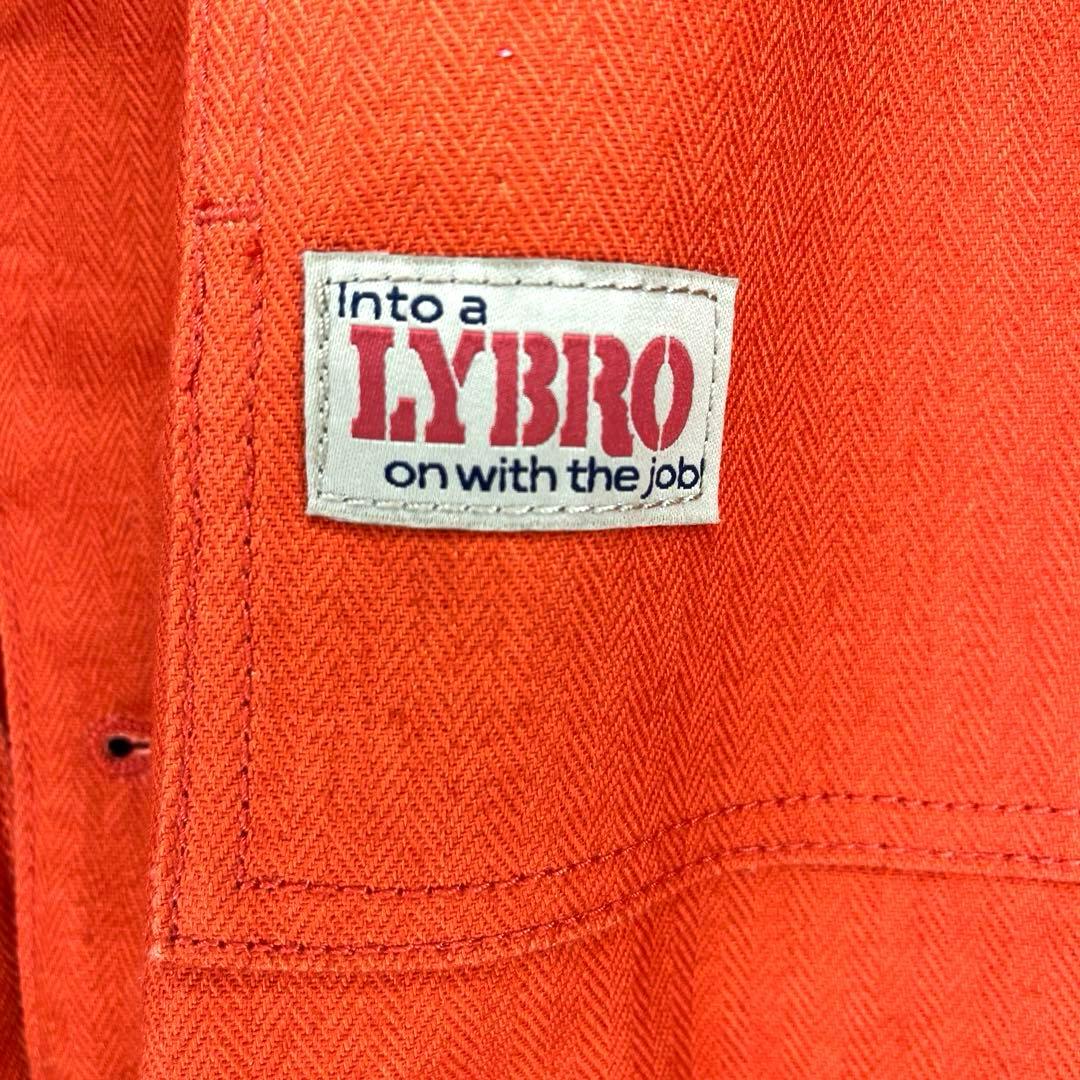 Into a
LYBRO
on with the job!